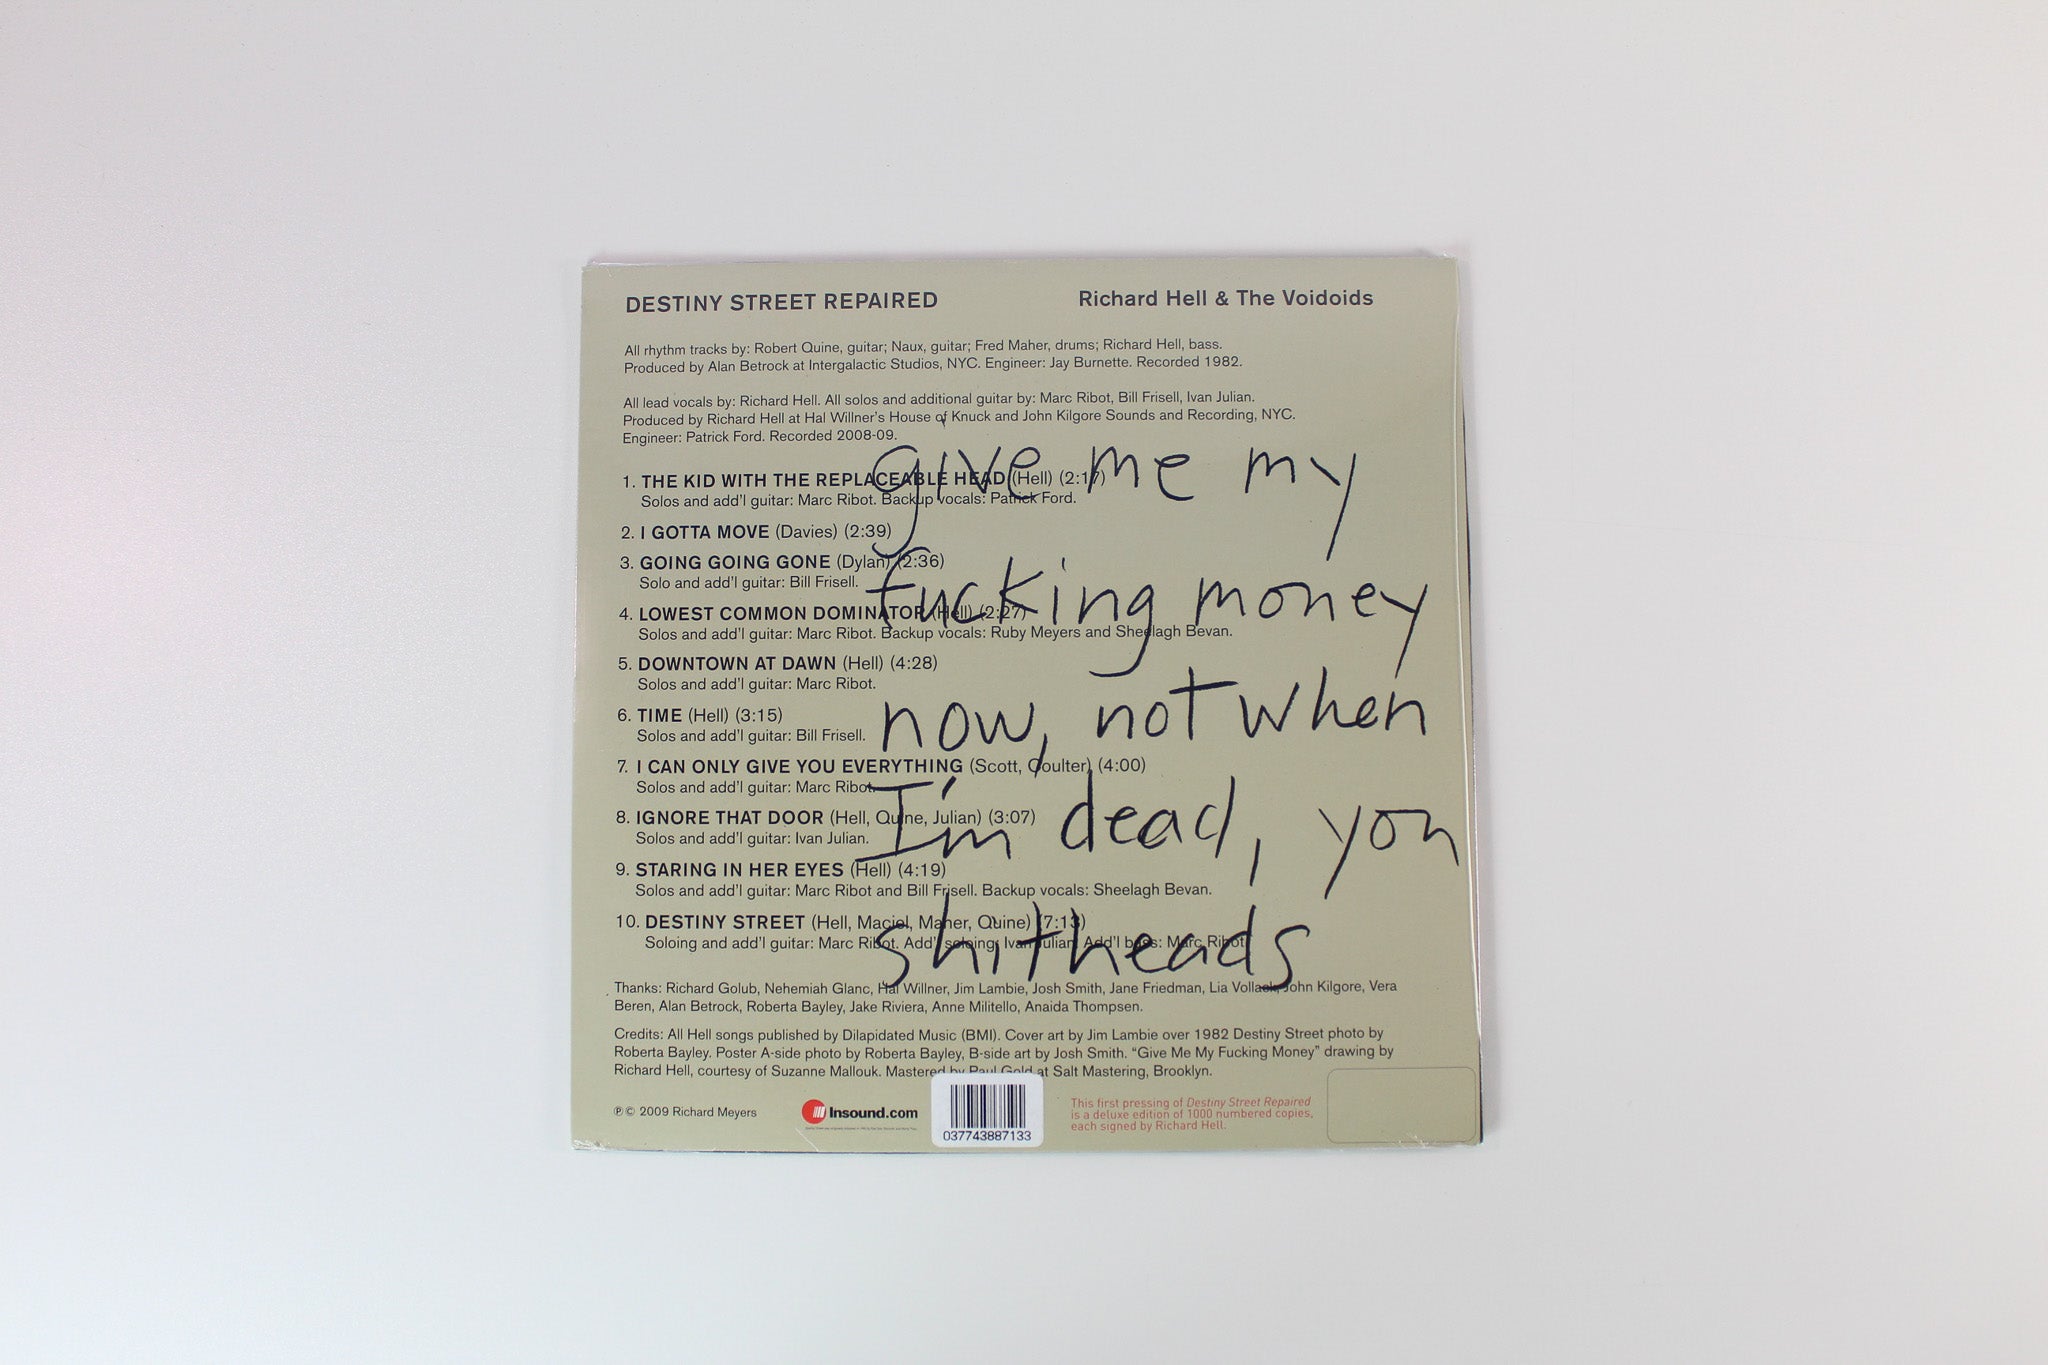 DESTINY STREET REPAIRED
Richard Hell & The Voidoids
All rhythm tracks by: Robert Quine, guitar; Naux, guitar; Fred Maher, drums; Richard Hell, bass.
Produced by Alan Betrock at Intergalactic Studios, NYC. Engineer: Jay Burnette. Recorded 1982.
All lead vocals by: Richard Hell. All solos and additional guitar by: Marc Ribot, Bill Frisell, Ivan Julian.
Produced by Richard Hell at Hal Willner's House of Knuck and John Kilgore Sounds and Recording, NYC.
Engineer: Patrick Ford. Recorded 2008-09.
1. THE KID WITH THE REPLACEABLE HEAD (Hell) (2:17)
Solos and add'l guitar: Marc Ribot. Backup vocals: Patrick Ford.
2. I GOTTA MOVE (Davies) (2:39)
3. GOING GOING GONE (Dylan) (2:36)
Solo and add'l guitar: Bill Frisell.
4. LOWEST COMMON DOMINATOR (Hell) (2:27)
Solos and add'l guitar: Marc Ribot. Backup vocals: Ruby Meyers and Sheelagh Bevan.
5. DOWNTOWN AT DAWN (Hell) (4:28)
Solos and add'l guitar: Marc Ribot.
6. TIME (Hell) (3:15)
Solos and add'l guitar: Bill Frisell.
7. I CAN ONLY GIVE YOU EVERYTHING (Scott, Coulter) (4:00)
Solos and add'l guitar: Marc Ribot.
8. IGNORE THAT DOOR (Hell, Quine, Julian) (3:07)
Solos and add'l guitar: Ivan Julian.
9. STARING IN HER EYES (Hell) (4:19)
Solos and add'l guitar: Marc Ribot and Bill Frisell. Backup vocals: Sheelagh Bevan.
10. DESTINY STREET (Hell, Maciel, Maher, Quine) (7:13)
Soloing and add'l guitar: Marc Ribot. Add'l soloing: Ivan Julian. Add'l bass: Marc Ribot.
give me my
fucking money
now, not when
I'm dead, you
shitheads
Thanks: Richard Golub, Nehemiah Glanc, Hal Willner, Jim Lambie, Josh Smith, Jane Friedman, Lia Vollack, John Kilgore, Vera
Beren, Alan Betrock, Roberta Bayley, Jake Riviera, Anne Militello, Anaida Thompsen.
Credits: All Hell songs published by Dilapidated Music (BMI). Cover art by Jim Lambie over 1982 Destiny Street photo by
Roberta Bayley. Poster A-side photo by Roberta Bayley, B-side art by Josh Smith. "Give Me My Fucking Money" drawing by
Richard Hell, courtesy of Suzanne Mallouk. Mastered by Paul Gold at Salt Mastering, Brooklyn.
℗© 2009 Richard Meyers
Insound.com
037743887133
This first pressing of Destiny Street Repaired
is a deluxe edition of 1000 numbered copies,
each signed by Richard Hell.